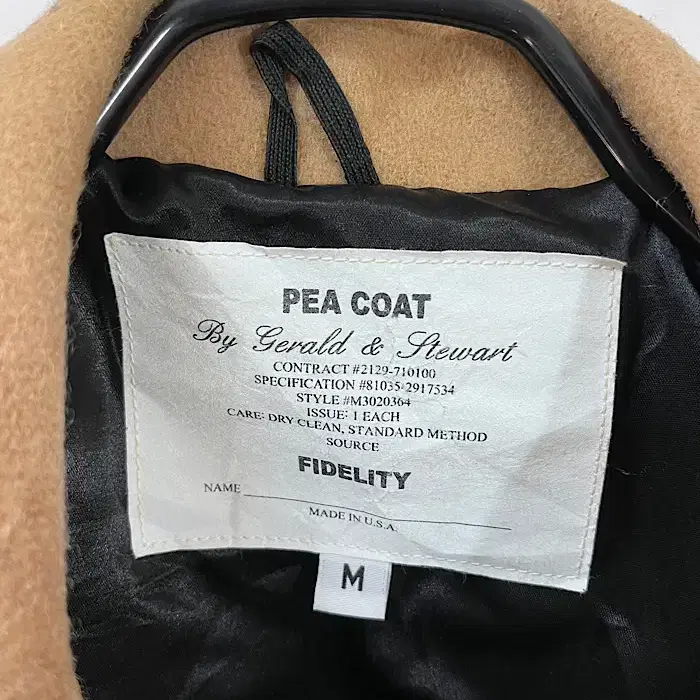 PEA COAT
By Gerald & Stewart
CONTRACT #2129-710100
SPECIFICATION #81035-2917534
STYLE #M3020364
ISSUE: 1 EACH
CARE: DRY CLEAN, STANDARD METHOD
SOURCE
FIDELITY
NAME
MADE IN U.S.A.
M